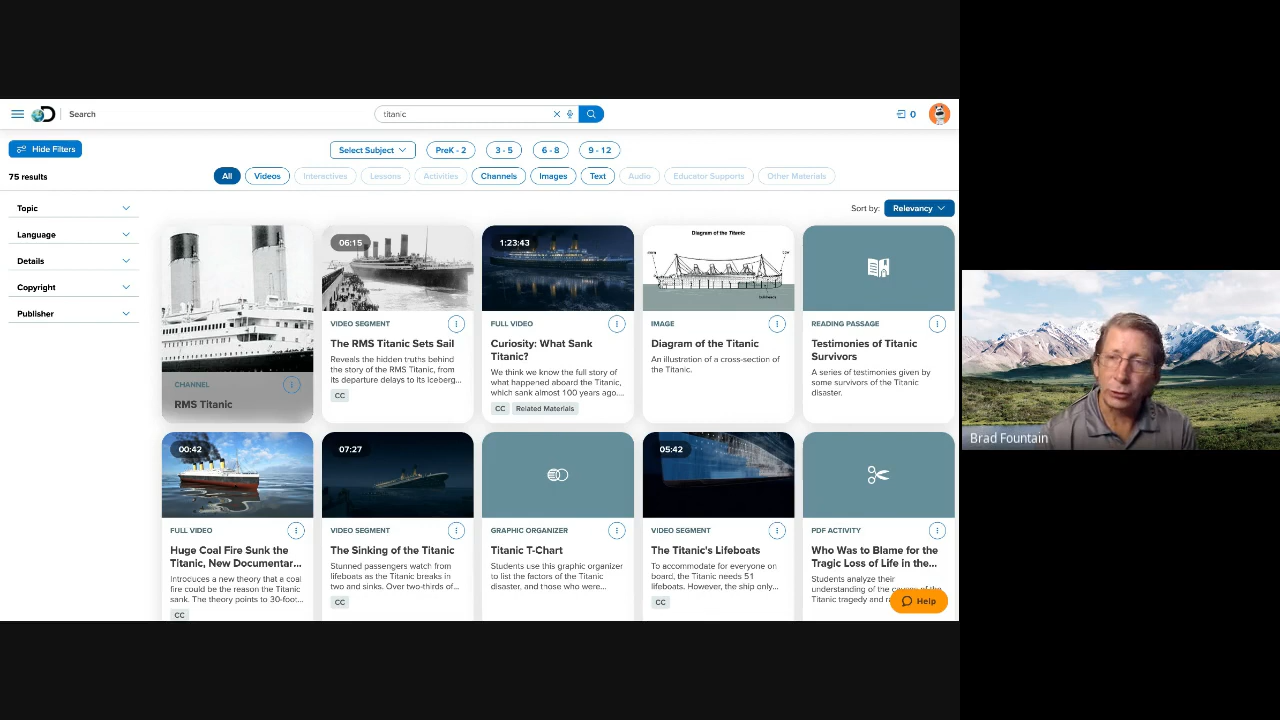 Search
titanic
0
Hide Filters
Select Subject
PreK - 2
3 - 5
6 - 8
9 - 12
75 results
All
Videos
Interactives
Lessons
Activities
Channels
Images
Text
Audio
Educator Supports
Other Materials
Topic
Language
Details
Copyright
Publisher
Sort by:
Relevancy
CHANNEL
RMS Titanic
06:15
VIDEO SEGMENT
The RMS Titanic Sets Sail
Reveals the hidden truths behind
the story of the RMS Titanic, from
its departure delays to its iceberg...
CC
1:23:43
FULL VIDEO
Curiosity: What Sank
Titanic?
We think we know the full story of
what happened aboard the Titanic,
which sank almost 100 years ago....
CC
Related Materials
Diagram of the Titanic
IMAGE
Diagram of the Titanic
An illustration of a cross-section of
the Titanic.
READING PASSAGE
Testimonies of Titanic
Survivors
A series of testimonies given by
some survivors of the Titanic
disaster.
00:42
FULL VIDEO
Huge Coal Fire Sunk the
Titanic, New Documentar...
Introduces a new theory that a coal
fire could be the reason the Titanic
sank. The theory points to 30-foot...
CC
07:27
VIDEO SEGMENT
The Sinking of the Titanic
Stunned passengers watch from
lifeboats as the Titanic breaks in
two and sinks. Over two-thirds of...
CC
GRAPHIC ORGANIZER
Titanic T-Chart
Students use this graphic organizer
to list the factors of the Titanic
disaster, and those who were...
05:42
VIDEO SEGMENT
The Titanic's Lifeboats
To accommodate for everyone on
board, the Titanic needs 51
lifeboats. However, the ship only...
CC
PDF ACTIVITY
Who Was to Blame for the
Tragic Loss of Life in the...
Students analyze their
understanding of the
Titanic tragedy and
Help
Brad Fountain